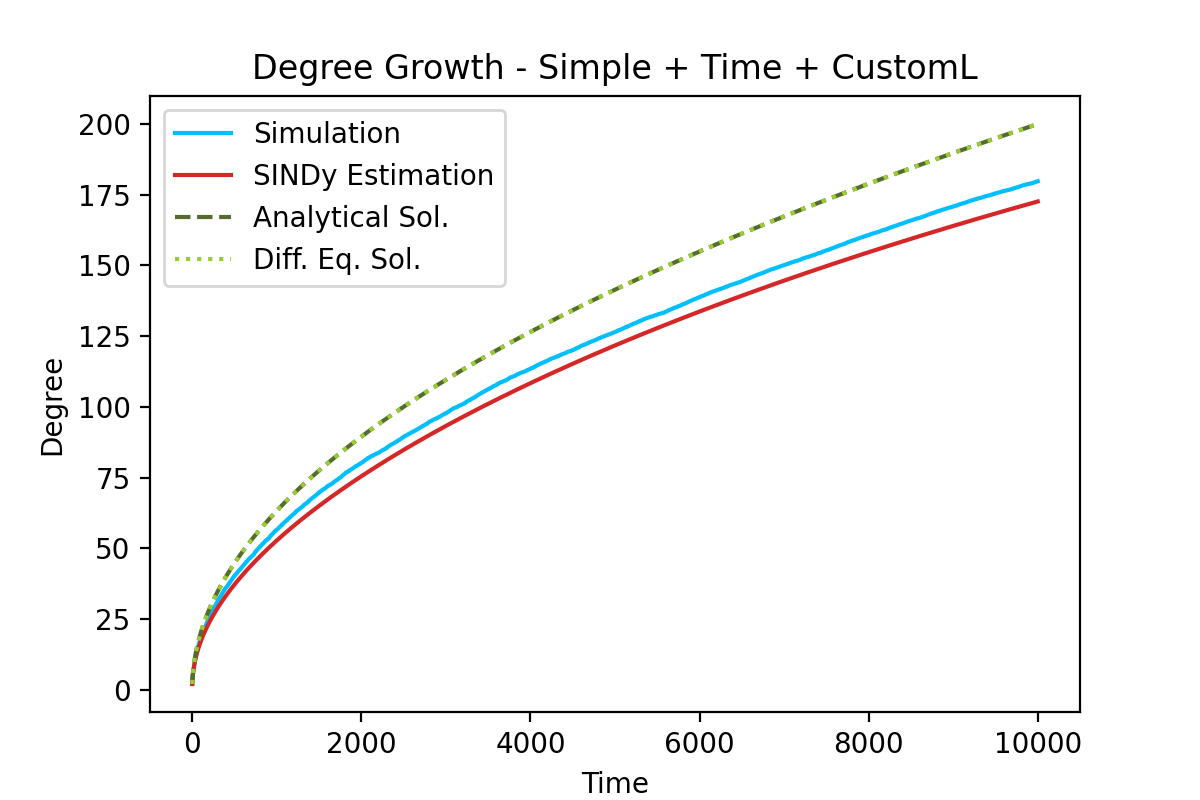 Degree Growth - Simple + Time + CustomL
Simulation
SINDy Estimation
Analytical Sol.
Diff. Eq. Sol.
200
175
150
125
100
75
50
25
0
Degree
0 2000 4000 6000 8000 10000
Time